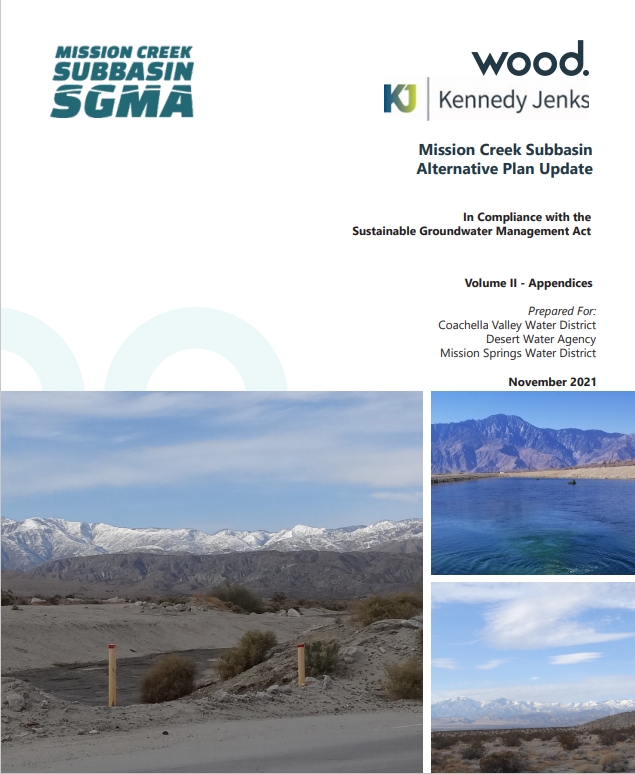 MISSION CREEK
SUBBASIN
SGMA
wood.
KJ
Kennedy Jenks
Mission Creek Subbasin
Alternative Plan Update
In Compliance with the
Sustainable Groundwater Management Act
Volume II - Appendices
Prepared For:
Coachella Valley Water District
Desert Water Agency
Mission Springs Water District
November 2021